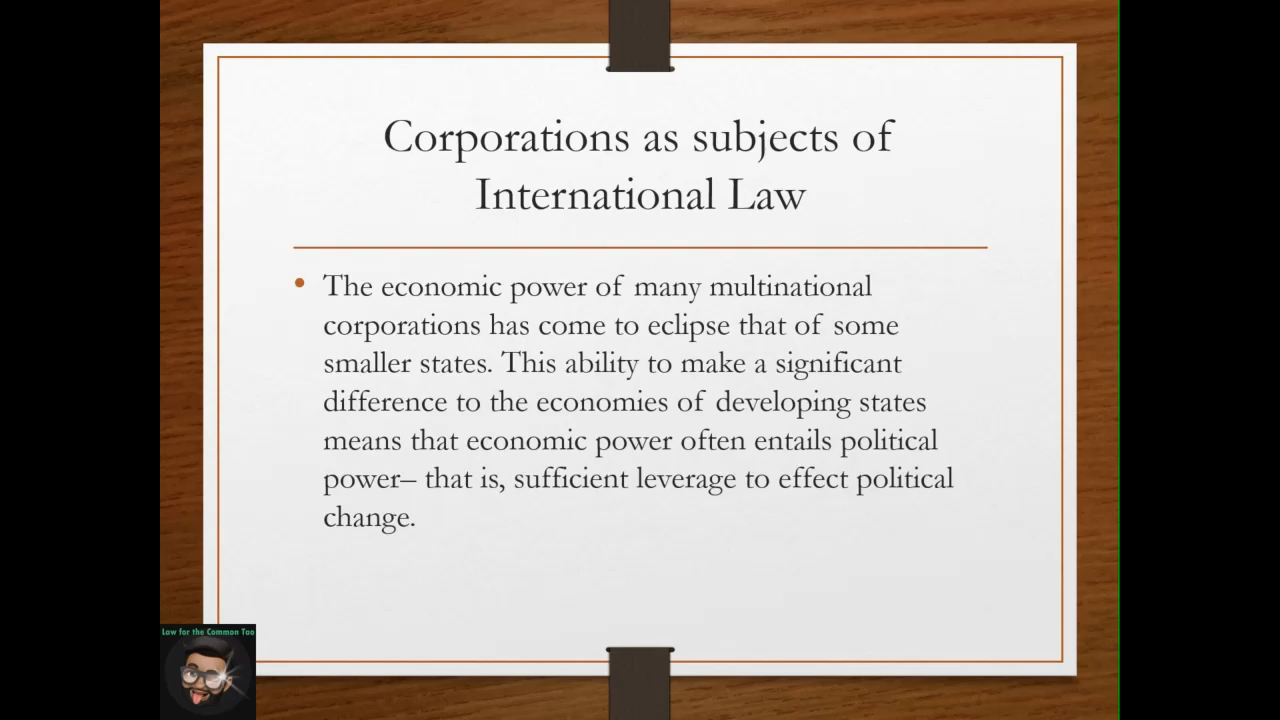 Corporations as subjects of
International Law
• The economic power of many multinational
corporations has come to eclipse that of some
smaller states. This ability to make a significant
difference to the economies of developing states
means that economic power often entails political
power– that is, sufficient leverage to effect political
change.
Law for the Common Tao